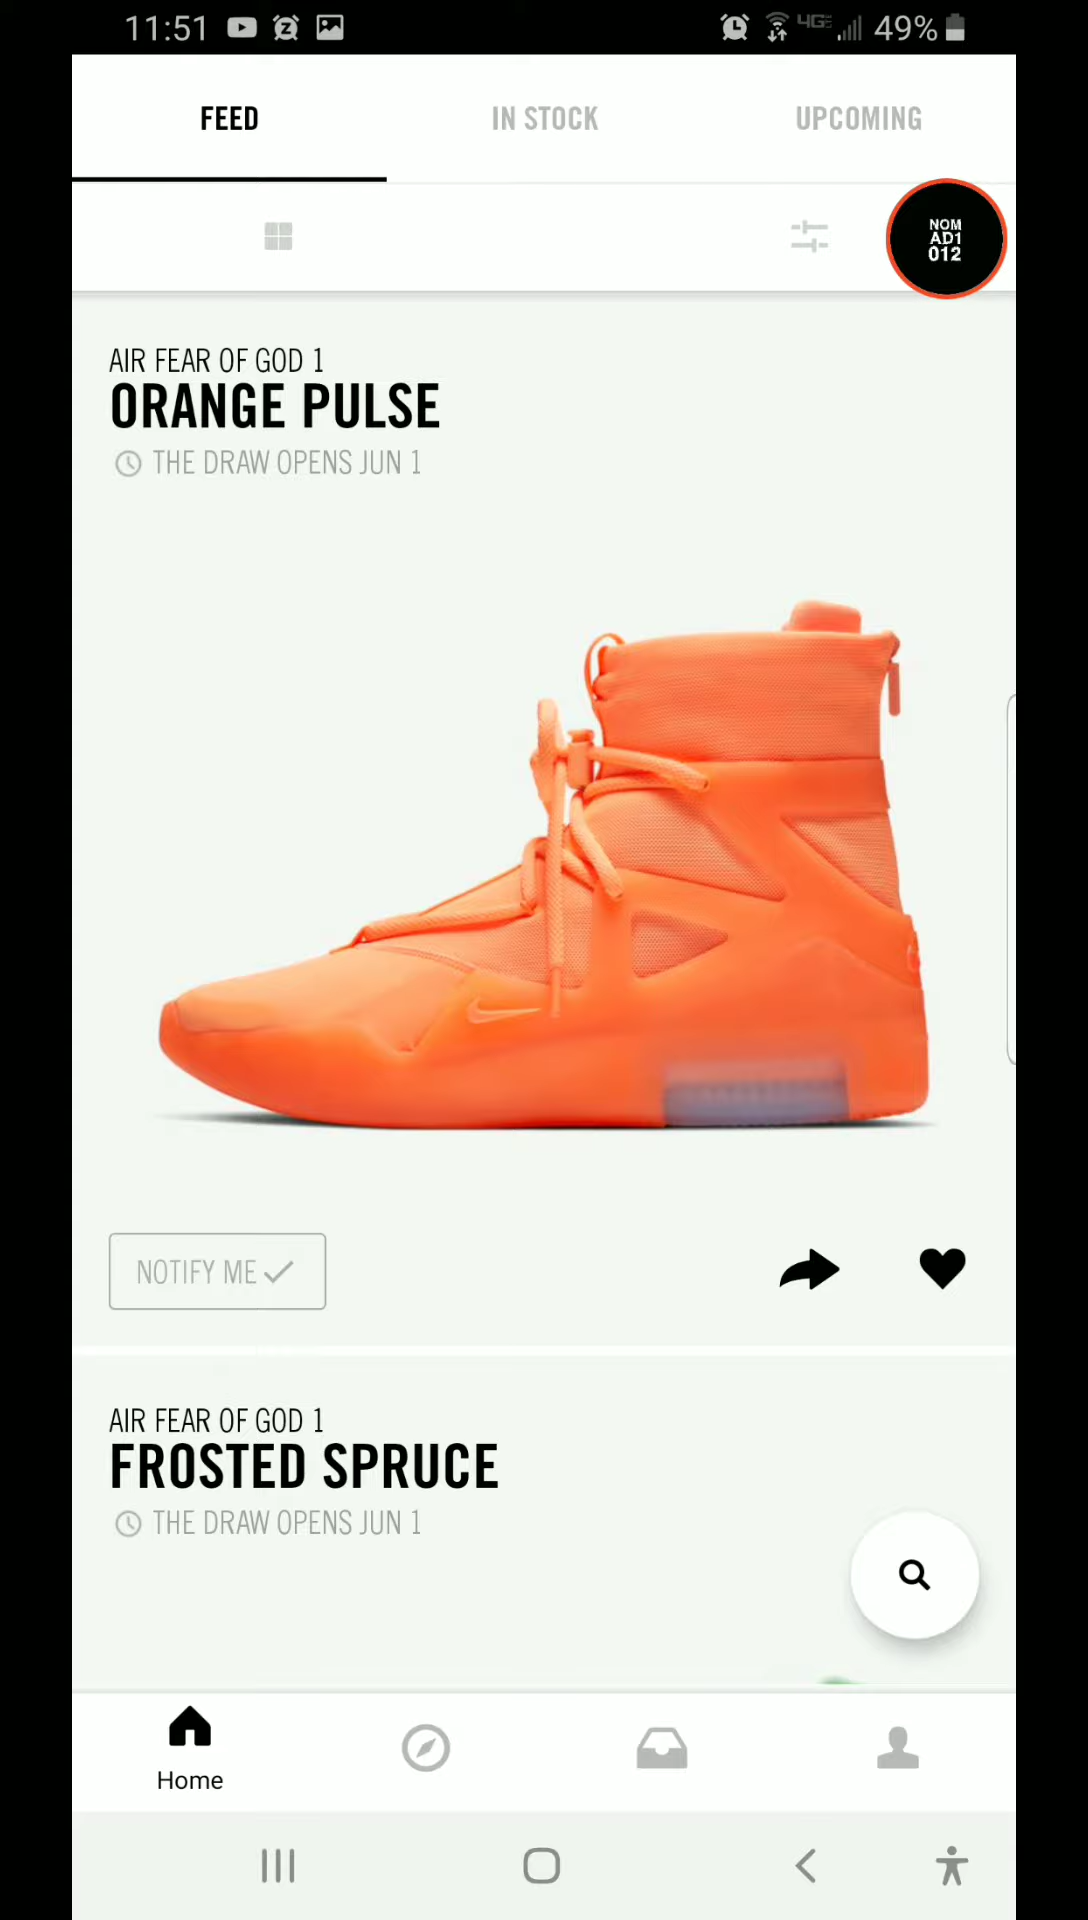 11:51
4GE 49%
FEED
IN STOCK
UPCOMING
NOM
AD1
012
AIR FEAR OF GOD 1
ORANGE PULSE
THE DRAW OPENS JUN 1
NOTIFY ME
AIR FEAR OF GOD 1
FROSTED SPRUCE
THE DRAW OPENS JUN 1
Home